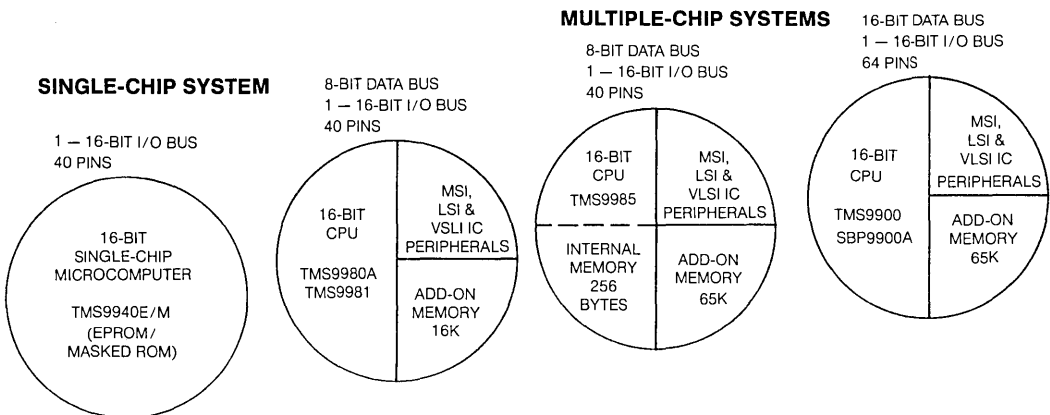 SINGLE-CHIP SYSTEM
1 — 16-BIT I/O BUS
40 PINS
16-BIT
SINGLE-CHIP
MICROCOMPUTER
TMS9940E/M
(EPROM/
MASKED ROM)
MULTIPLE-CHIP SYSTEMS
8-BIT DATA BUS
1 — 16-BIT I/O BUS
40 PINS
16-BIT
CPU
TMS9980A
TMS9981
MSI,
LSI &
VSLI IC
PERIPHERALS
ADD-ON
MEMORY
16K
8-BIT DATA BUS
1 — 16-BIT I/O BUS
40 PINS
16-BIT
CPU
TMS9985
INTERNAL
MEMORY
256
BYTES
MSI,
LSI &
VLSI IC
PERIPHERALS
ADD-ON
MEMORY
65K
16-BIT DATA BUS
1 — 16-BIT I/O BUS
64 PINS
16-BIT
CPU
TMS9900
SBP9900A
MSI,
LSI &
VLSI IC
PERIPHERALS
ADD-ON
MEMORY
65K